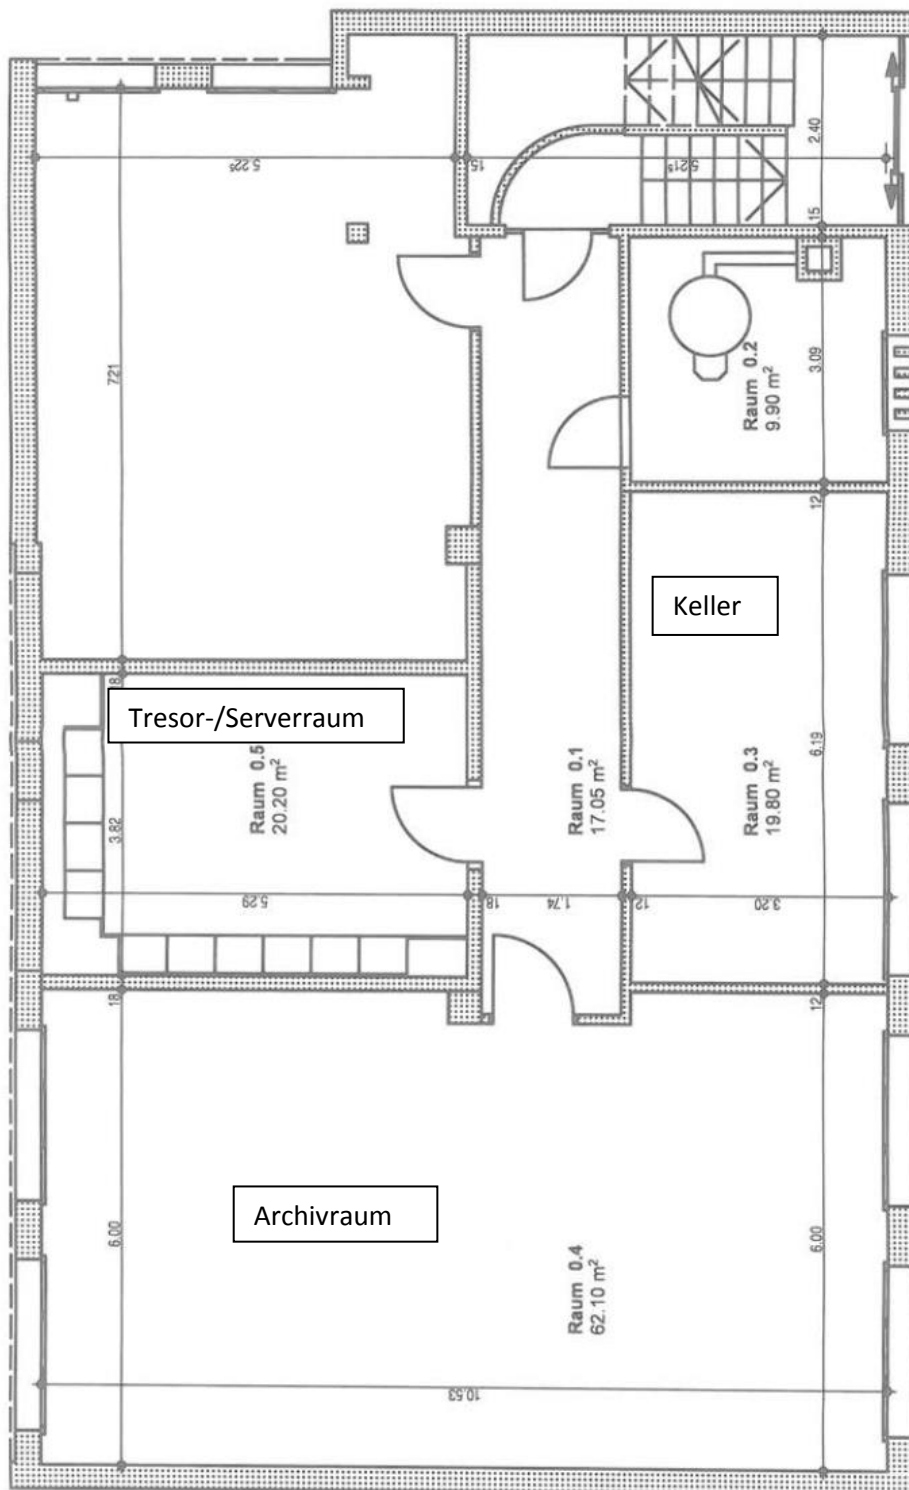 2.40
5.22⁵
15
5.21⁵
15
721
3.09
Raum 0.2
9.90 m²
12
Keller
18
Tresor-/Serverraum
Raum 0.5
20.20 m²
3.82
Raum 0.1
17.05 m²
Raum 0.3
19.80 m²
6.19
5.29
18
1.74
12
3.20
18
12
Archivraum
6.00
6.00
Raum 0.4
62.10 m²
10.53